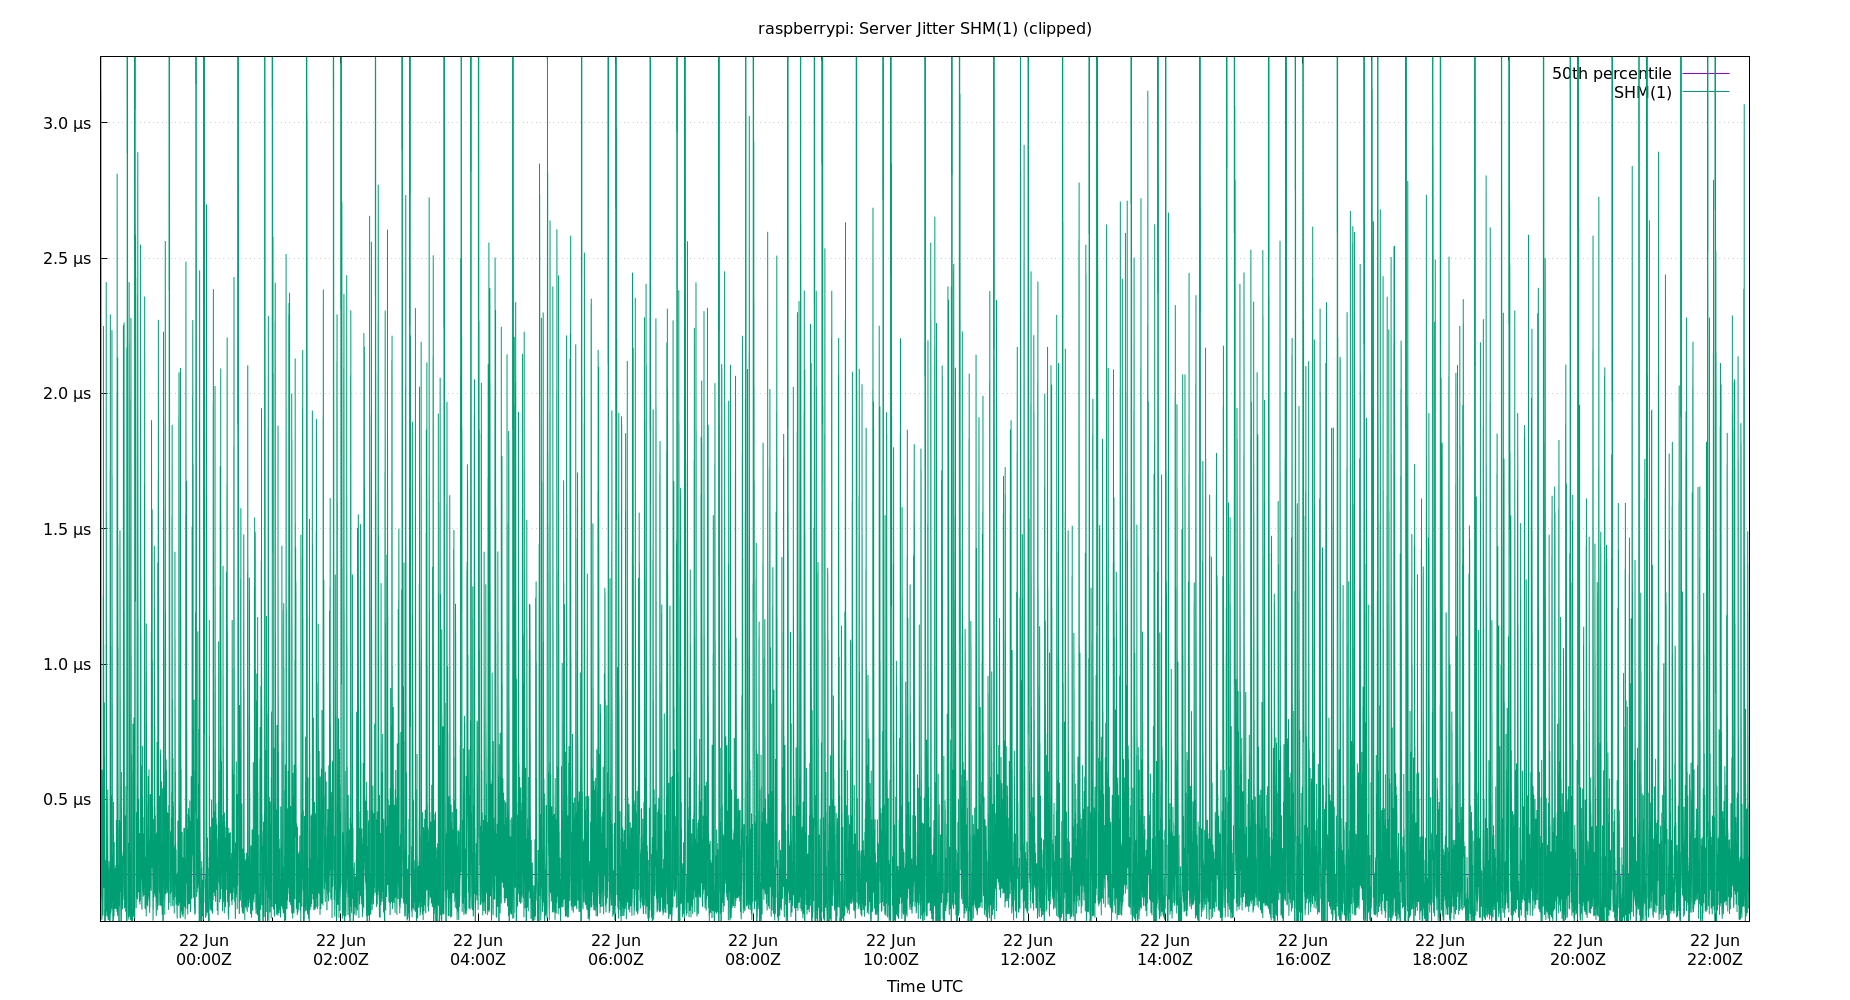 raspberrypi: Server Jitter SHM(1) (clipped)
50th percentile
SHM(1)
3.0 µs
2.5 µs
2.0 µs
1.5 µs
1.0 µs
0.5 µs
22 Jun 22 Jun 22 Jun 22 Jun 22 Jun 22 Jun 22 Jun 22 Jun 22 Jun 22 Jun 22 Jun 22 Jun
00:00Z 02:00Z 04:00Z 06:00Z 08:00Z 10:00Z 12:00Z 14:00Z 16:00Z 18:00Z 20:00Z 22:00Z
Time UTC